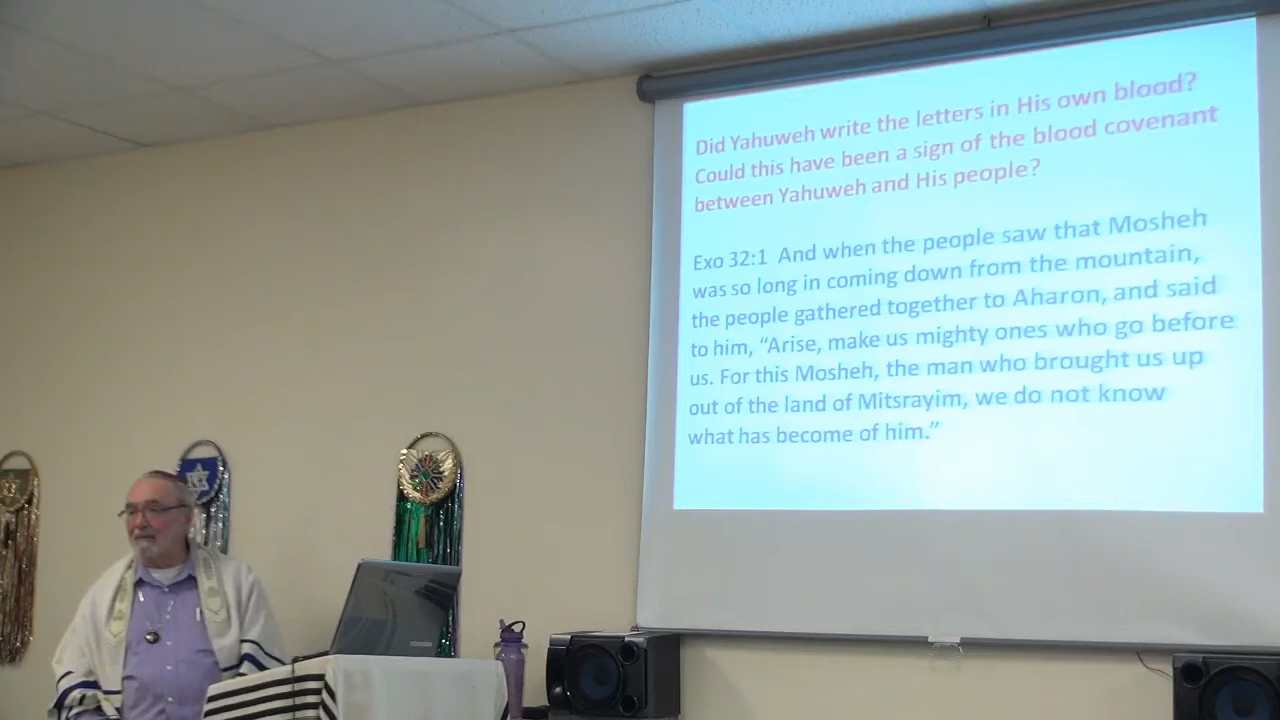 Did Yahuweh write the letters in His own blood?
Could this have been a sign of the blood covenant
between Yahuweh and His people?
Exo 32:1 And when the people saw that Mosheh
was so long in coming down from the mountain,
the people gathered together to Aharon, and said
to him, “Arise, make us mighty ones who go before
us. For this Mosheh, the man who brought us up
out of the land of Mitsrayim, we do not know
what has become of him.”